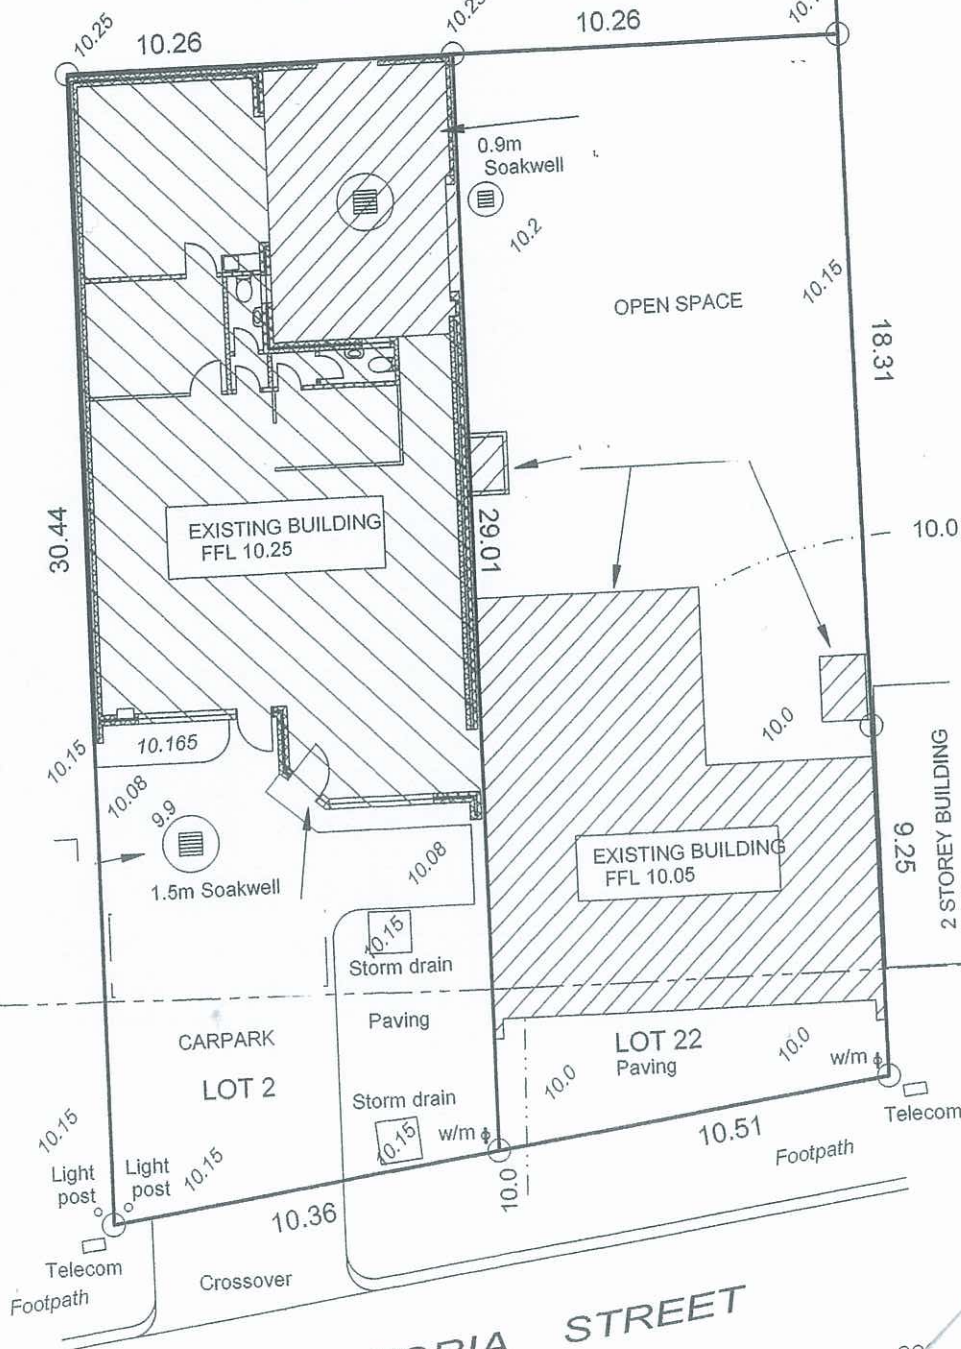 10.25
10.26
10.26
0.9m
Soakwell
10.2
OPEN SPACE
10.15
18.31
30.44
EXISTING BUILDING
FFL 10.25
29.01
10.0
10.165
10.15
10.08
9.9
1.5m Soakwell
10.08
10.0
EXISTING BUILDING
FFL 10.05
9.25
2 STOREY BUILDING
10.15
Storm drain
Paving
CARPARK
LOT 2
LOT 22
Paving
10.0
10.0
w/m
Telecom
Storm drain
10.15
w/m
10.51
Footpath
10.15
Light
post
Light
post
10.15
10.36
10.0
Telecom
Footpath
Crossover
STREET